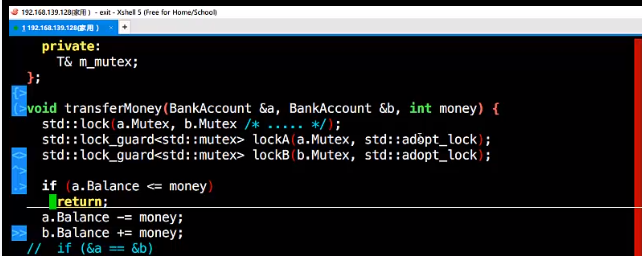 192.168.139.128(家用 ) - exit - Xshell 5 (Free for Home/School)
1 192.168.139.128(家用 ) × +
private:
T& m_mutex;
};
void transferMoney(BankAccount &a, BankAccount &b, int money) {
std::lock(a.Mutex, b.Mutex /* ..... */);
std::lock_guard<std::mutex> lockA(a.Mutex, std::adopt_lock);
std::lock_guard<std::mutex> lockB(b.Mutex, std::adopt_lock);
if (a.Balance <= money)
return;
a.Balance -= money;
>> b.Balance += money;
// if (&a == &b)